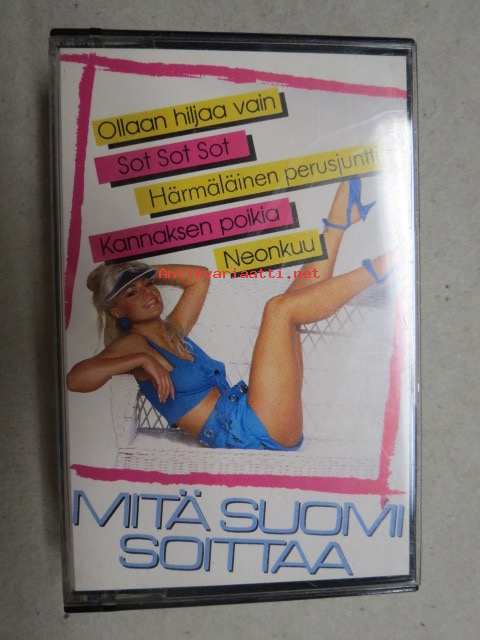 Ollaan hiljaa vain
Sot Sot Sot
Härmäläinen perusjuntti
Kannaksen poikia
Neonkuu
Antikvariaatti.net
MITÄ SUOMI
SOITTAA